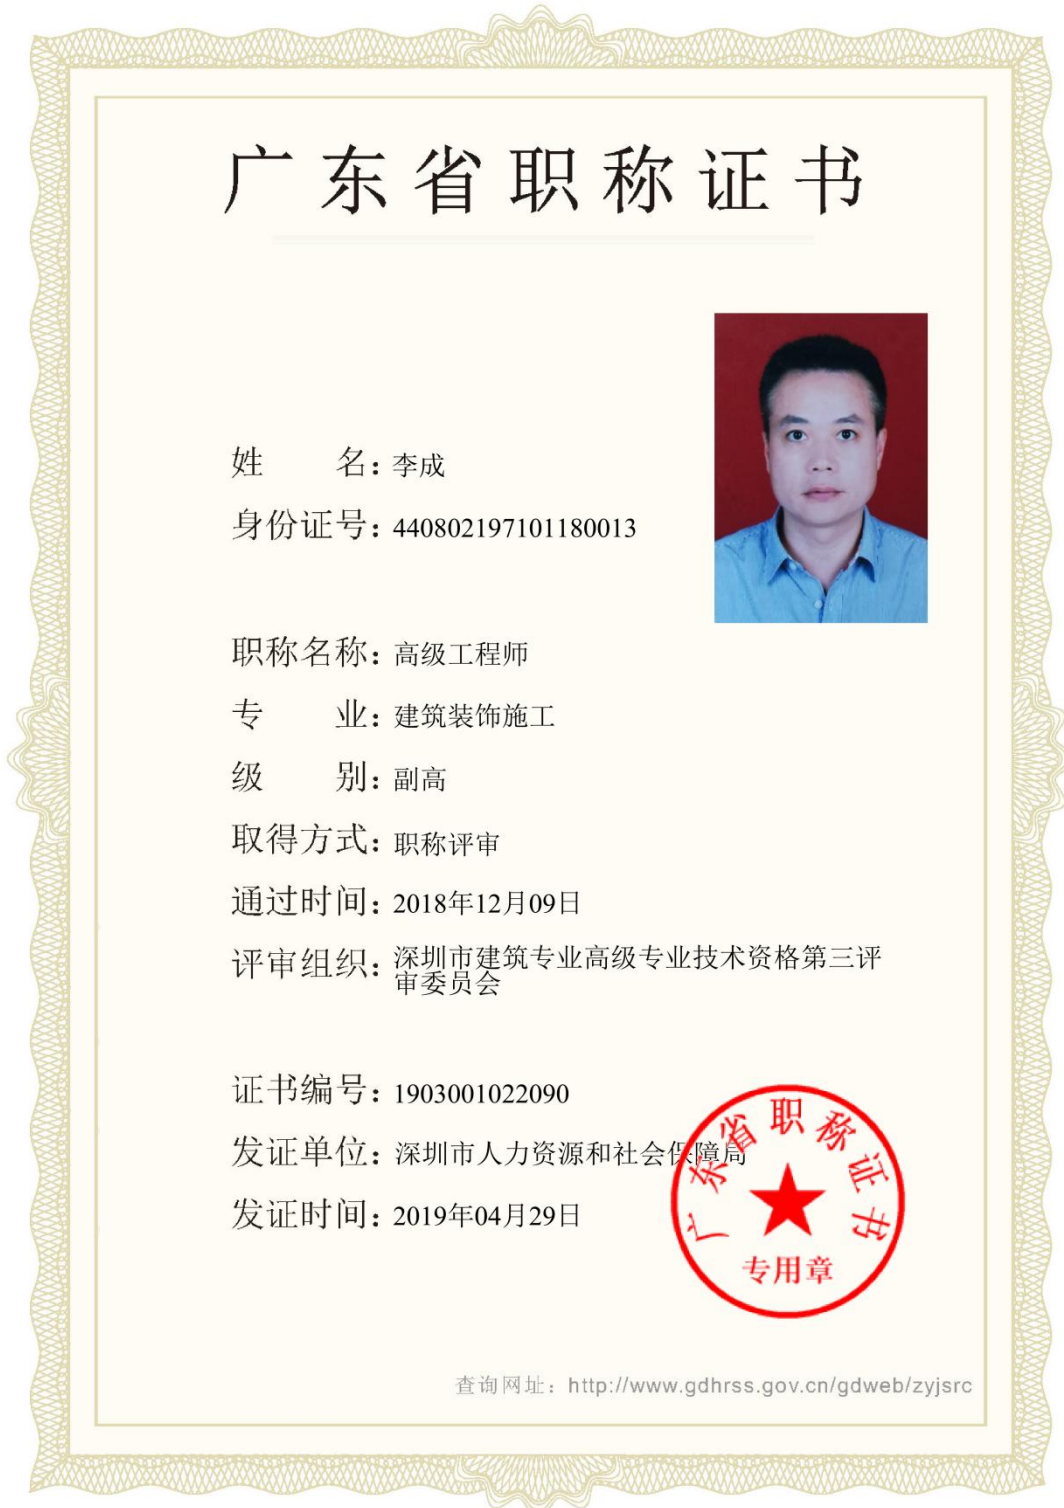 广东省职称证书
姓 名：李成
身份证号：440802197101180013
职称名称：高级工程师
专 业：建筑装饰施工
级 别：副高
取得方式：职称评审
通过时间：2018年12月09日
评审组织：深圳市建筑专业高级专业技术资格第三评
审委员会
证书编号：1903001022090
发证单位：深圳市人力资源和社会保障局
发证时间：2019年04月29日
广东省职称证书
专用章
查询网址：http://www.gdhrss.gov.cn/gdweb/zyjsrc